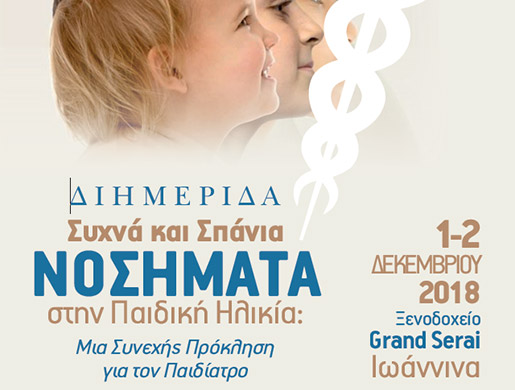 ΔΙΗΜΕΡΙΔΑ
Συχνά και Σπάνια
ΝΟΣΗΜΑΤΑ
στην Παιδική Ηλικία:
Μια Συνεχής Πρόκληση
για τον Παιδίατρο
1-2
ΔΕΚΕΜΒΡΙΟΥ
2018
Ξενοδοχείο
Grand Serai
Ιωάννινα